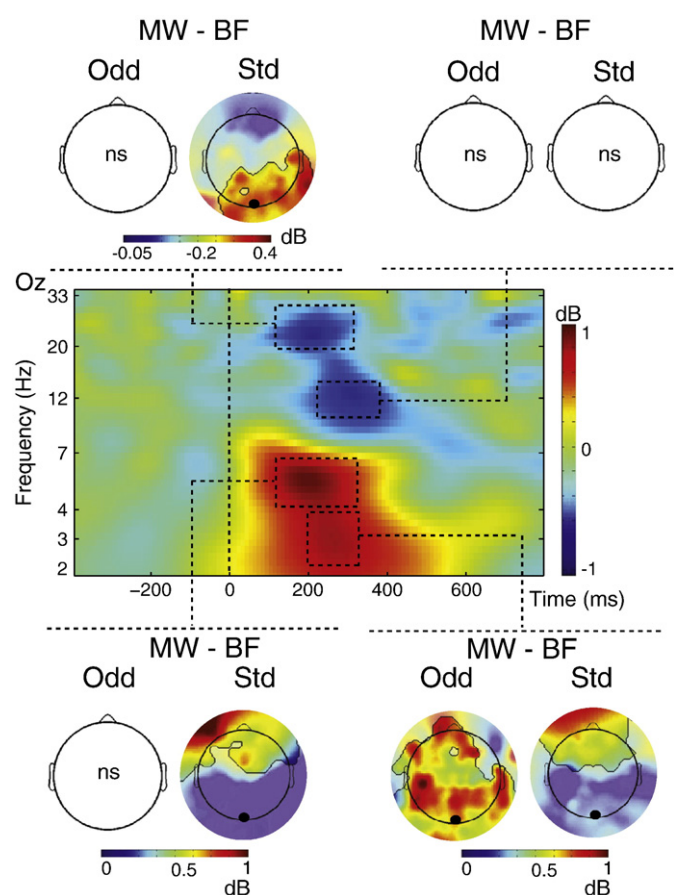 MW - BF MW - BF
Odd Std Odd Std
ns ns ns
dB
-0.05 -0.2 0.4
Oz
33
20
12
7
4
3
2
Frequency (Hz)
-200 0 200 400 600
Time (ms)
dB
1
0
-1
MW - BF MW - BF
Odd Std Odd Std
ns
0 0.5 1
dB
0 0.5 1
dB